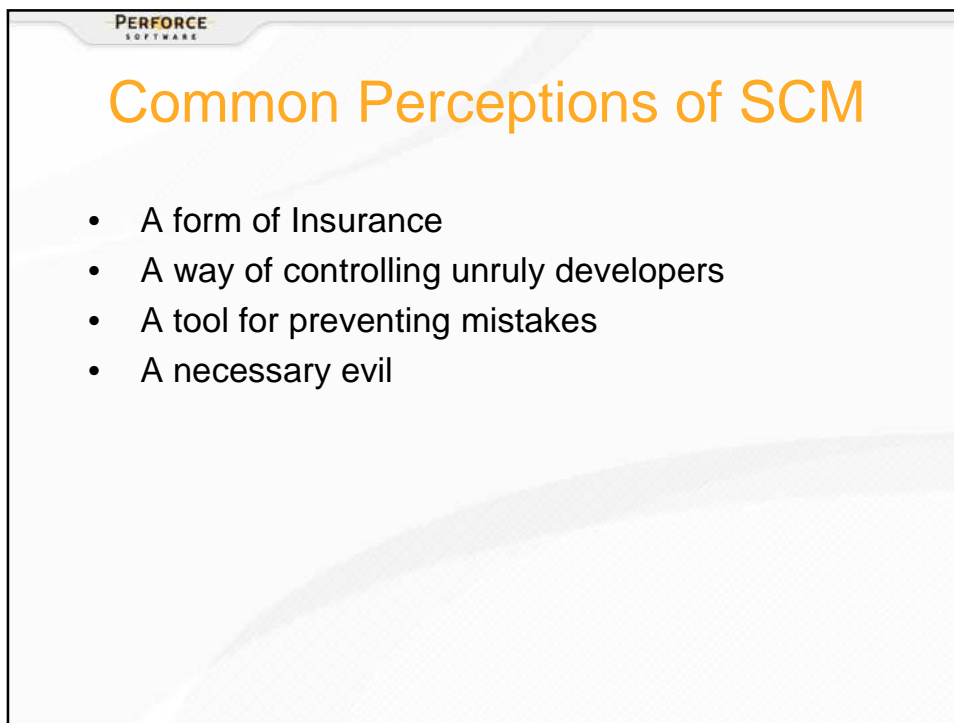 PERFORCE
SOFTWARE
Common Perceptions of SCM
• A form of Insurance
• A way of controlling unruly developers
• A tool for preventing mistakes
• A necessary evil